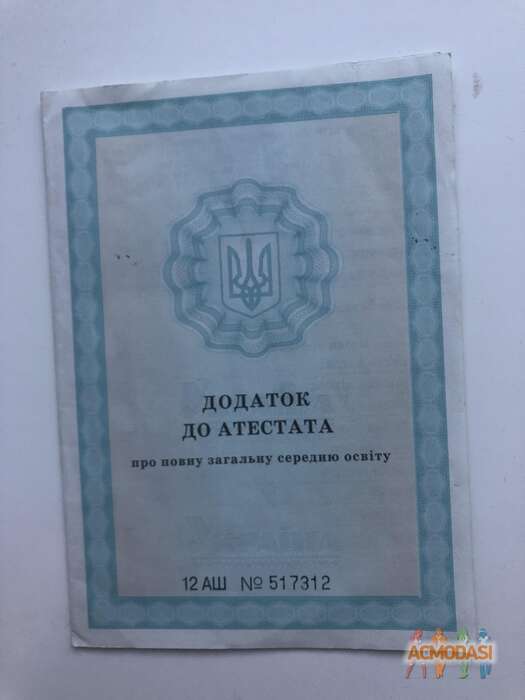 ДОДАТОК
ДО АТЕСТАТА
про повну загальну середню освіту
12 АШ № 517312
ACMODASI